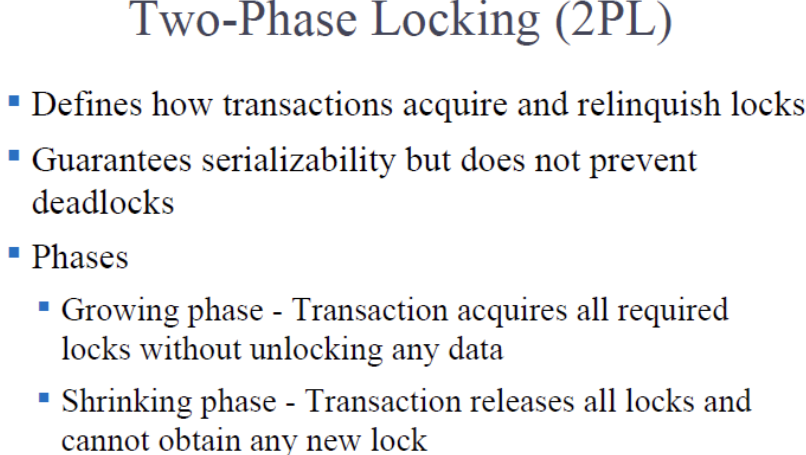 Two-Phase Locking (2PL)
▪ Defines how transactions acquire and relinquish locks
▪ Guarantees serializability but does not prevent
deadlocks
▪ Phases
▪ Growing phase - Transaction acquires all required
locks without unlocking any data
▪ Shrinking phase - Transaction releases all locks and
cannot obtain any new lock